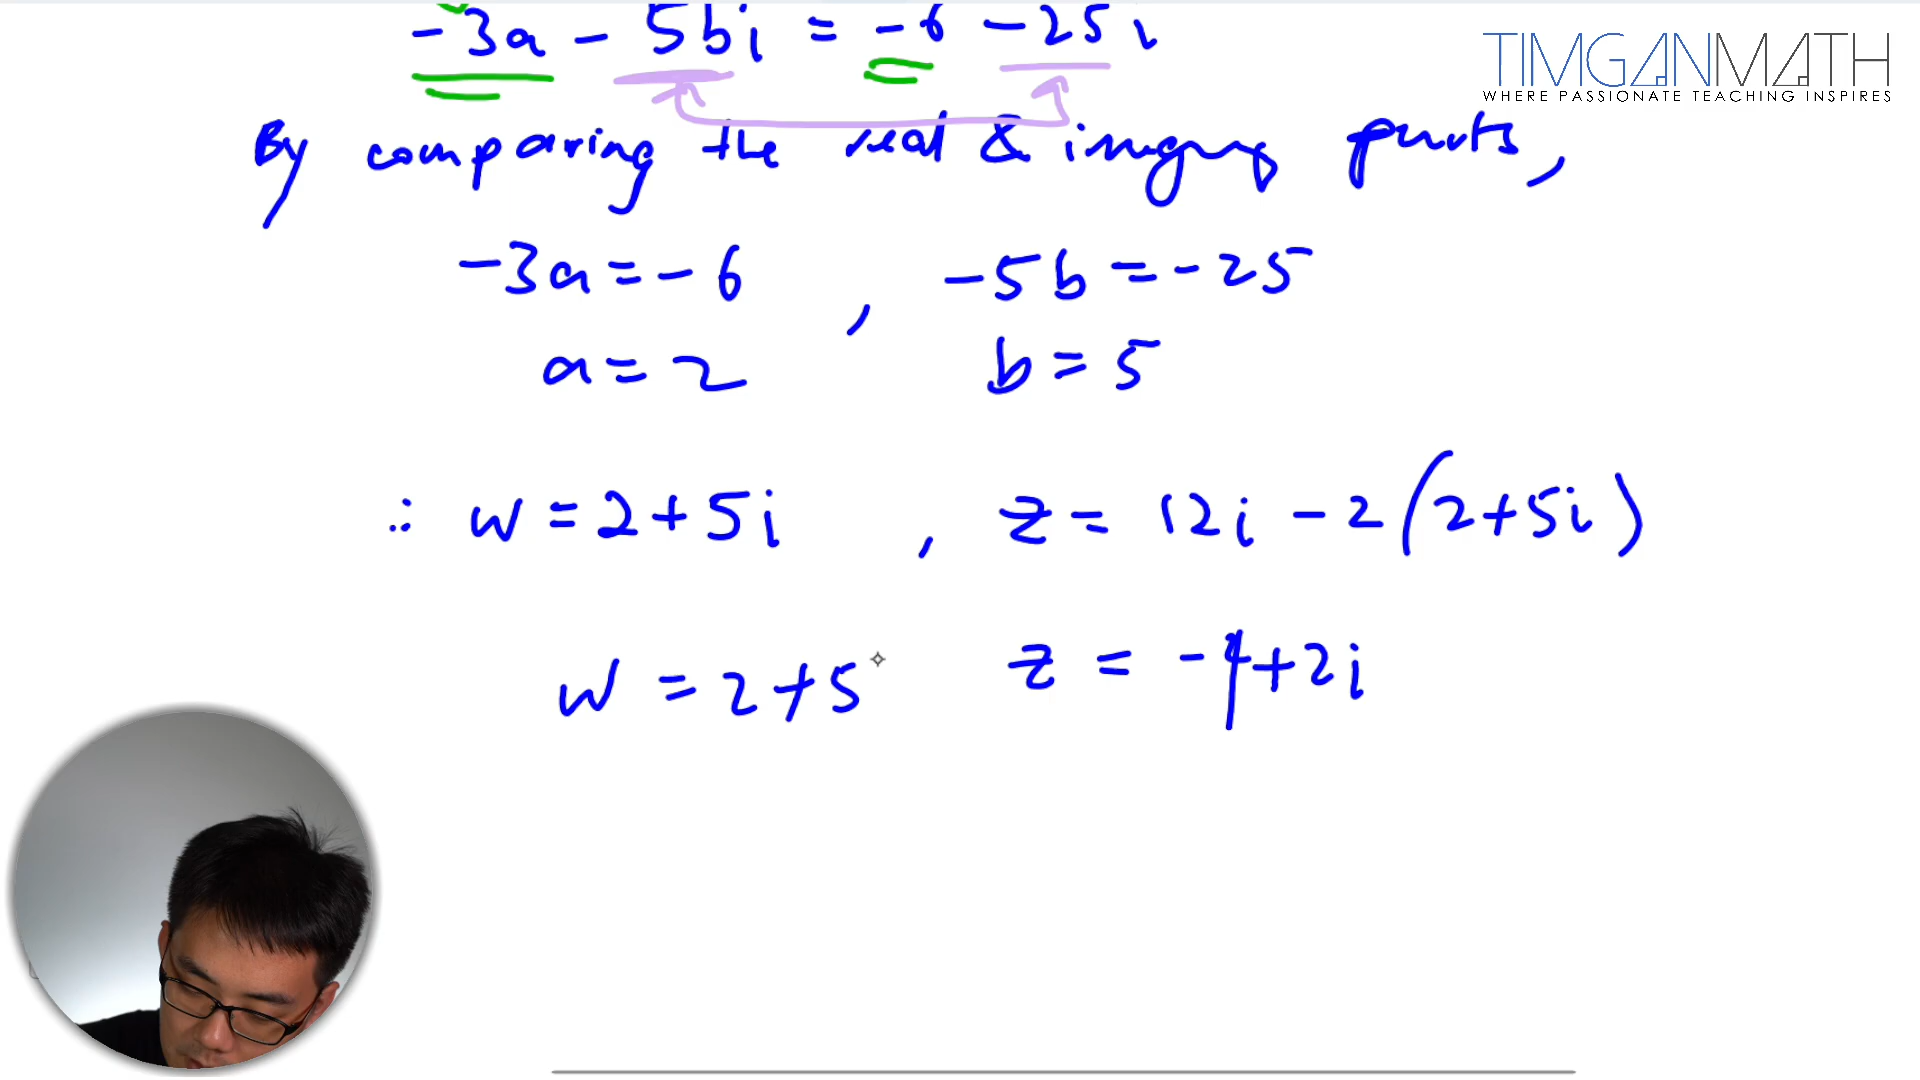 -3a - 5bi = -6 -25i
TIMGANMATH
WHERE PASSIONATE TEACHING INSPIRES
By comparing the real & imaginary parts,
-3a = -6 , -5b = -25
a = 2 b = 5
∴ w = 2 + 5i , z = 12i - 2(2+5i)
w = 2+5 z = -4+2i